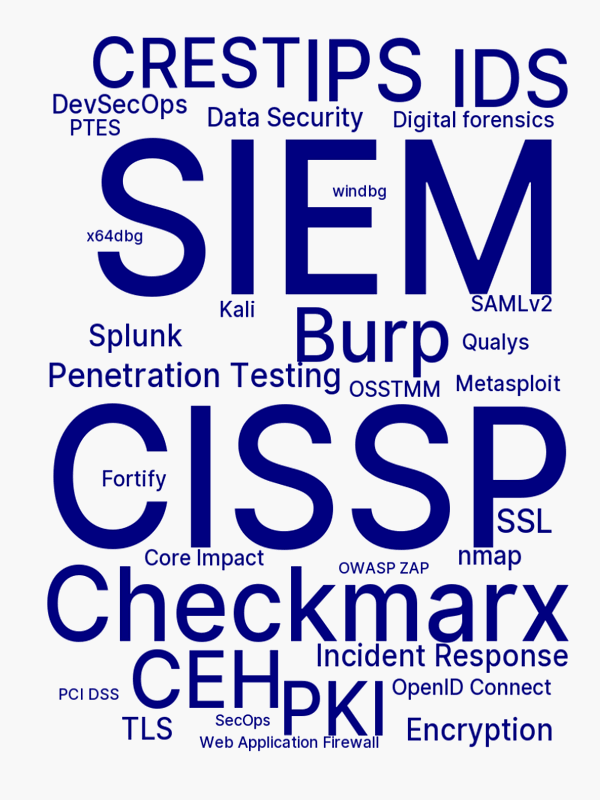 CREST
IPS
IDS
DevSecOps
PTES
Data Security
Digital forensics
SIEM
windbg
x64dbg
Kali
SAMLv2
Splunk
Burp
Qualys
Penetration Testing
OSSTMM
Metasploit
CISSP
Fortify
SSL
Core Impact
OWASP ZAP
nmap
Checkmarx
Incident Response
CEH
PKI
PCI DSS
OpenID Connect
TLS
SecOps
Encryption
Web Application Firewall